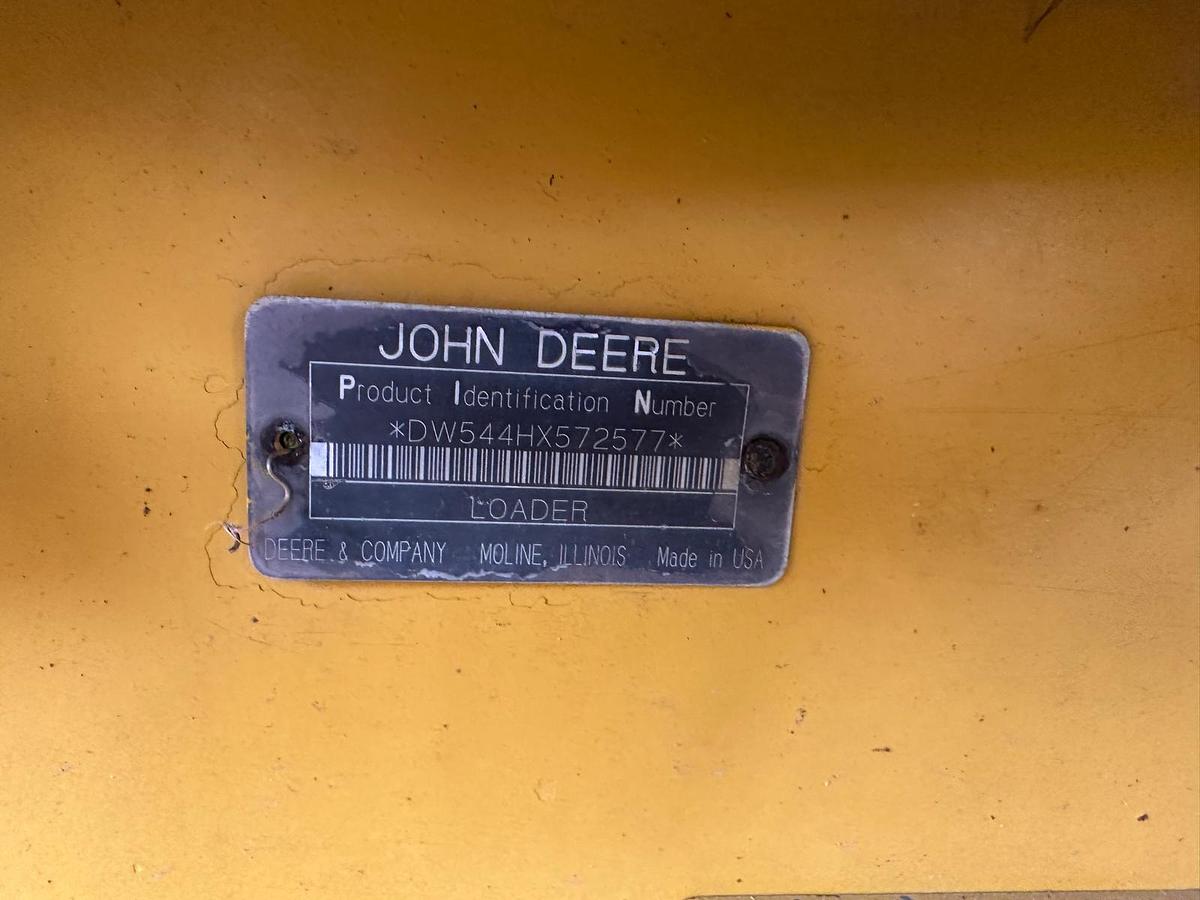 JOHN DEERE
Product Identification Number
*DW544HX572577*
LOADER
DEERE & COMPANY MOLINE, ILLINOIS Made in USA